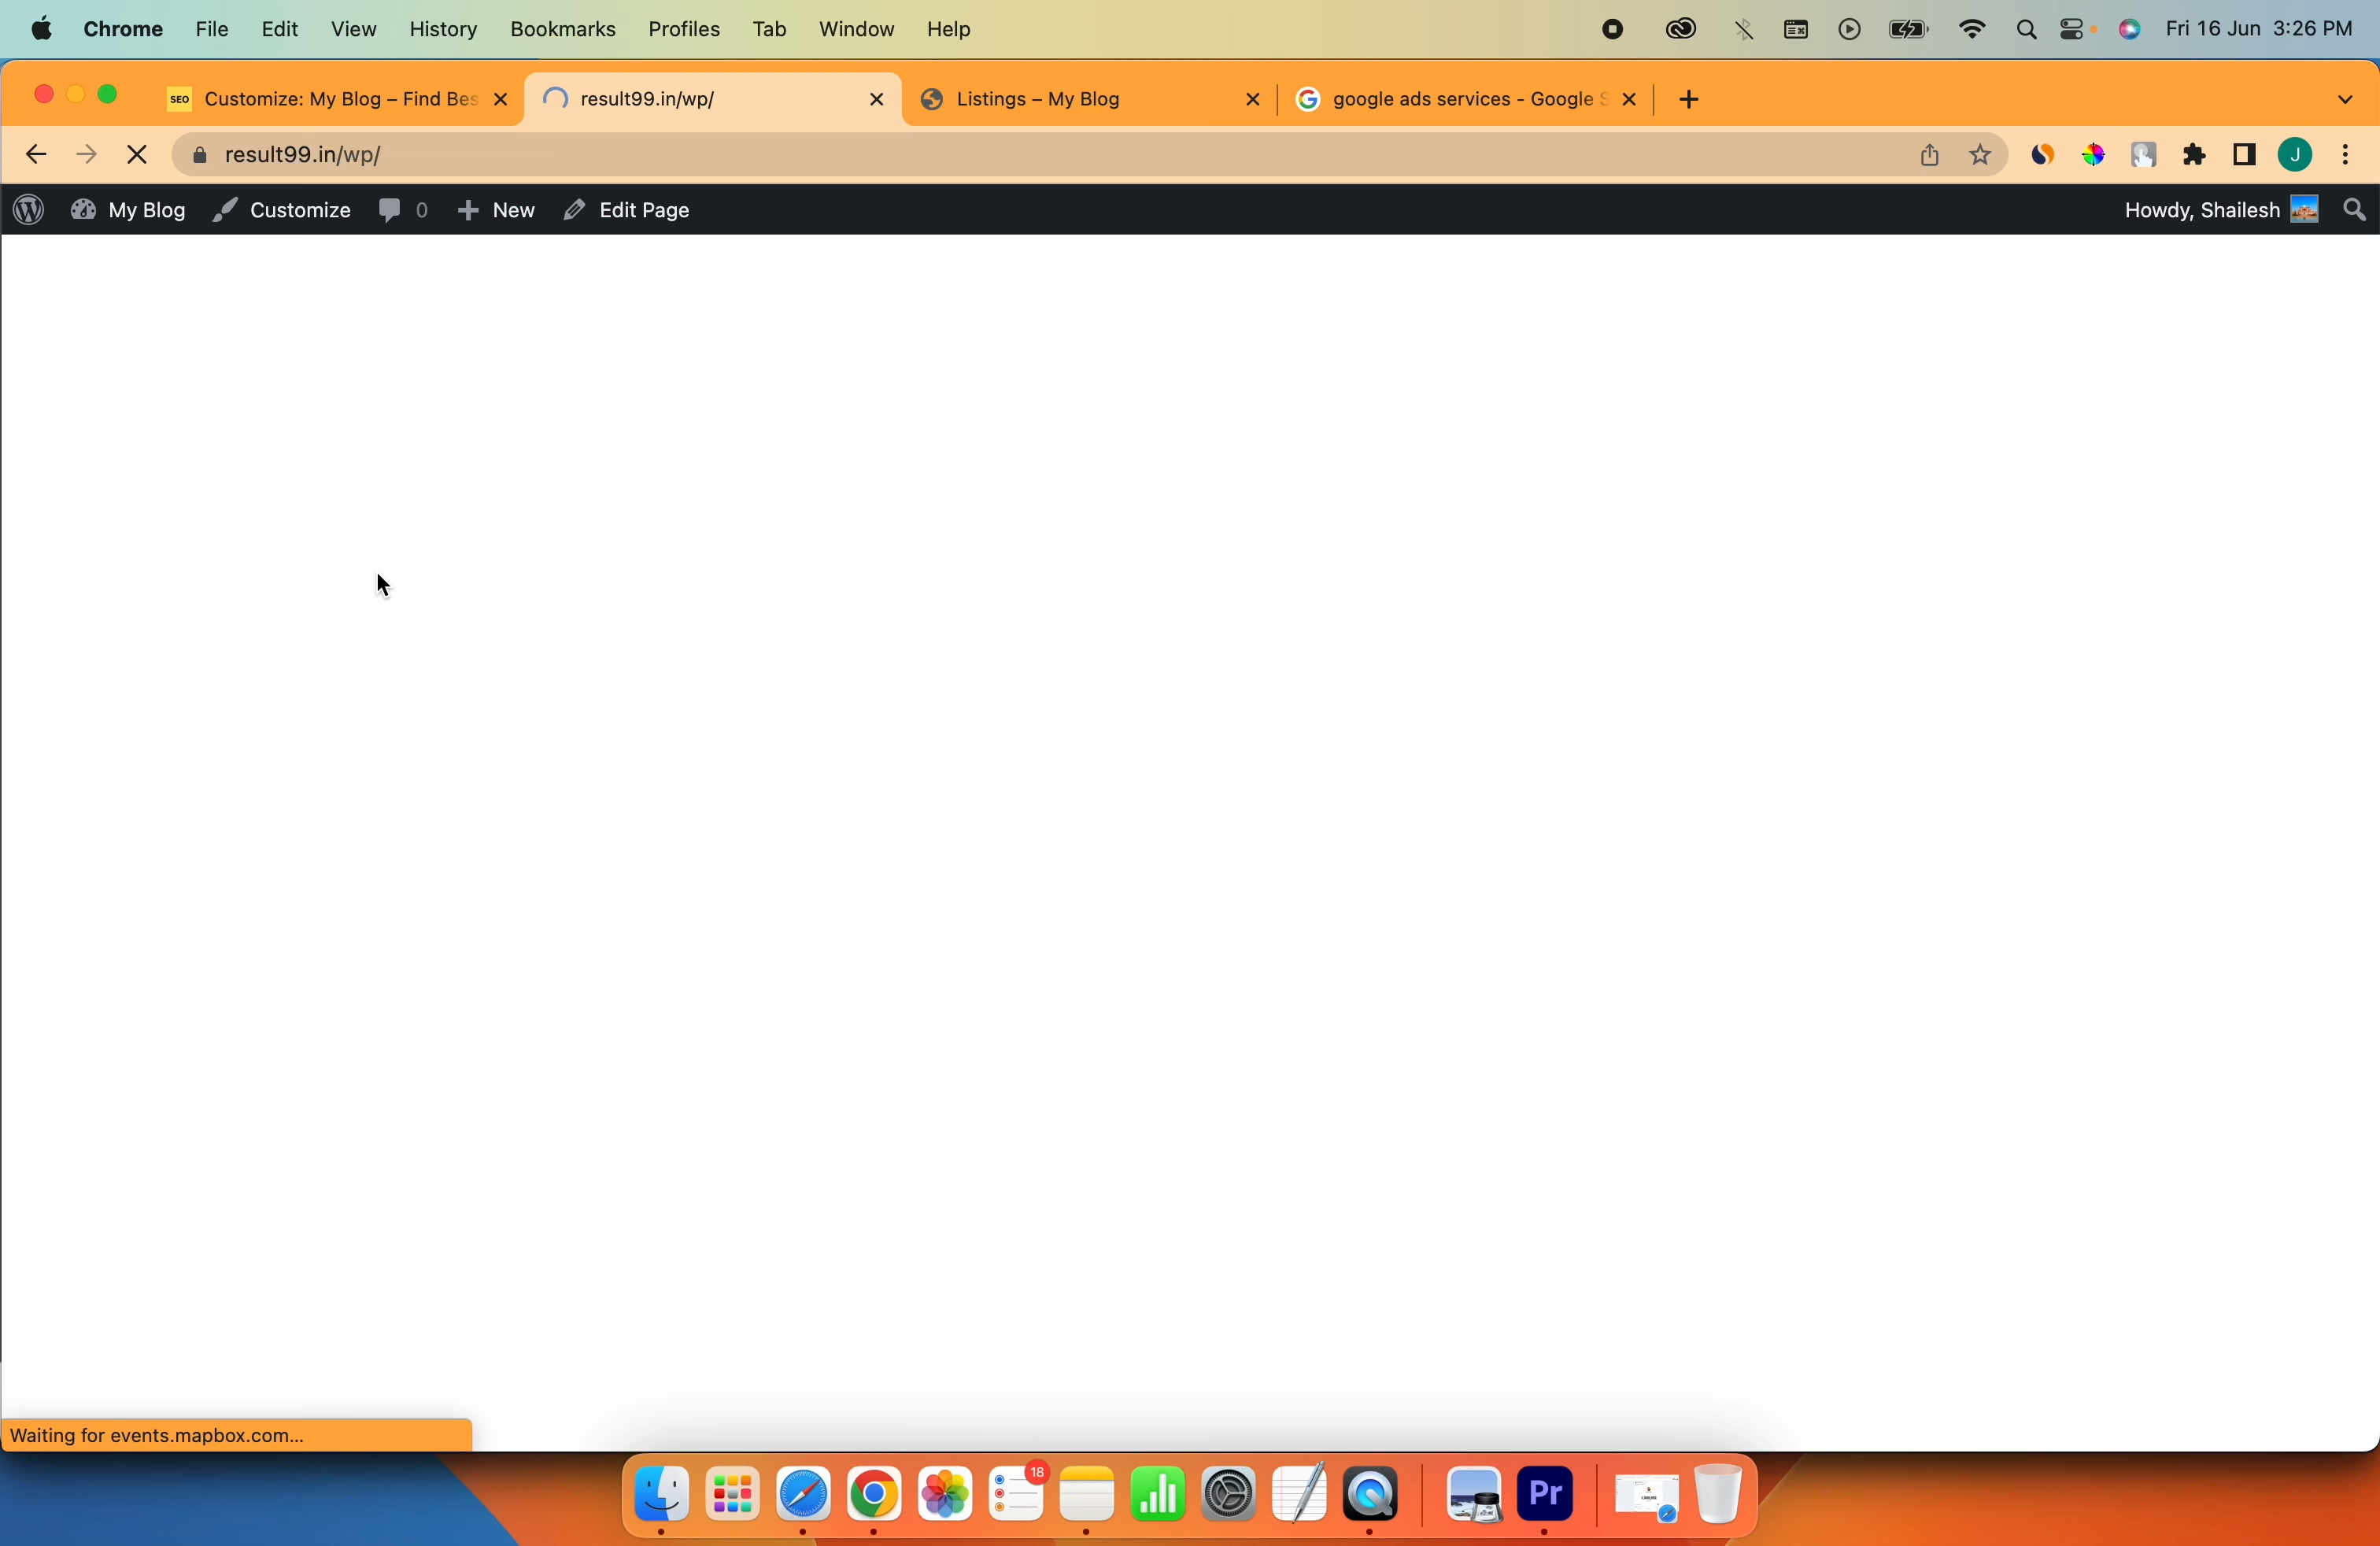 Chrome File Edit View History Bookmarks Profiles Tab Window Help Fri 16 Jun 3:26 PM
SEO Customize: My Blog – Find Bes result99.in/wp/ Listings – My Blog google ads services - Google S
result99.in/wp/ J
My Blog Customize 0 New Edit Page Howdy, Shailesh
Waiting for events.mapbox.com...
18
Pr